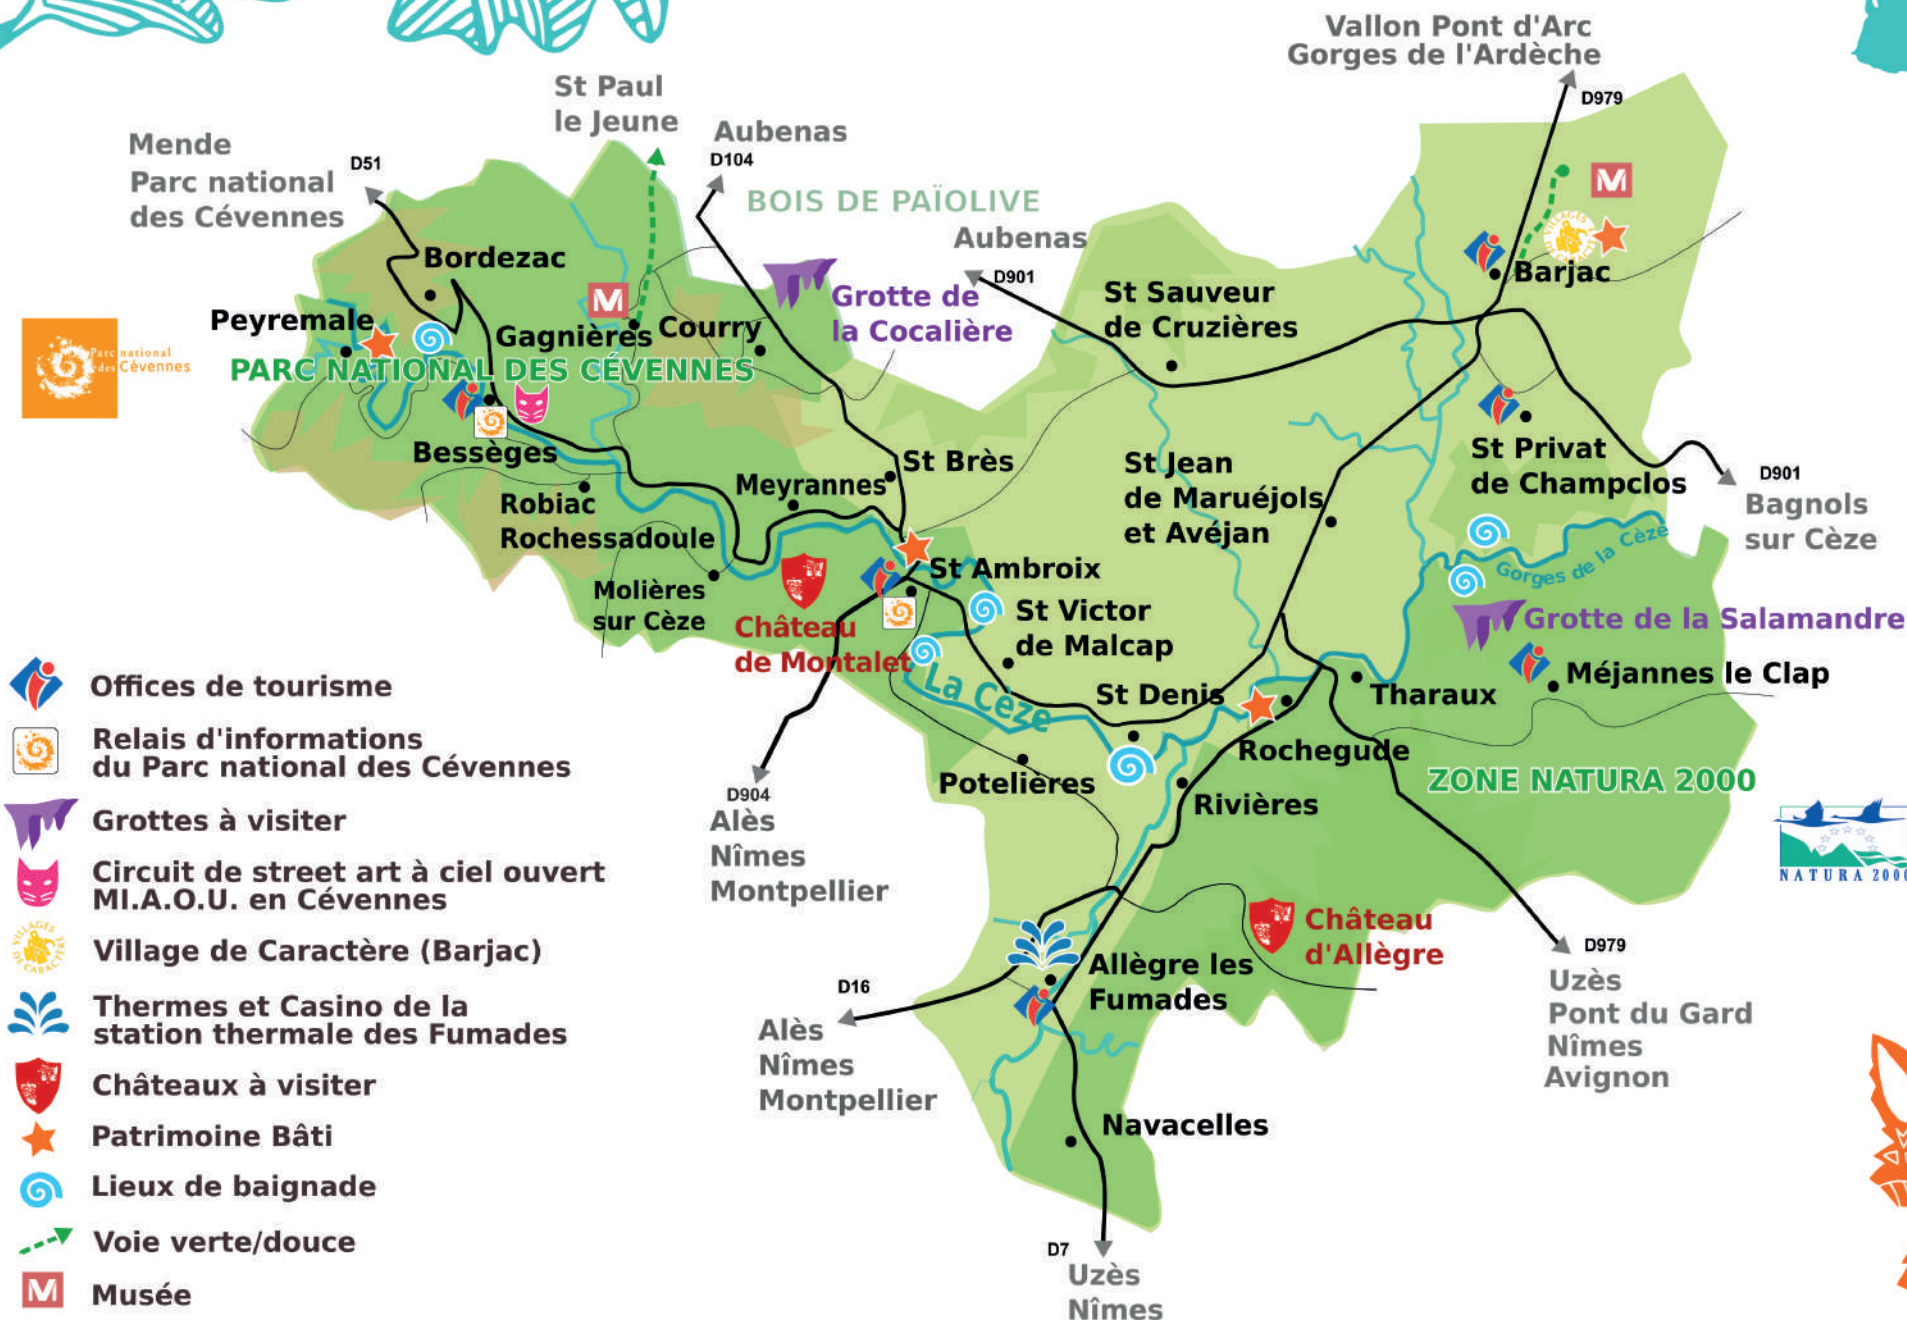 Vallon Pont d'Arc
Gorges de l'Ardèche
D979
St Paul
le Jeune
Aubenas
D104
Mende
Parc national
des Cévennes
D51
BOIS DE PAÏOLIVE
Aubenas
D901
Bordezac
Peyremale
Gagnières
Courry
Grotte de
la Cocalière
St Sauveur
de Cruzières
M
M
VILLAGES
DE CARACTÈRE
Barjac
Parc national
des Cévennes
PARC NATIONAL DES CÉVENNES
Bessèges
Robiac
Rochessadoule
Meyrannes
St Brès
St Jean
de Maruéjols
et Avéjan
St Privat
de Champclos
D901
Bagnols
sur Cèze
Gorges de la Cèze
Molières
sur Cèze
Château
de Montalet
St Ambroix
St Victor
de Malcap
La Cèze
St Denis
Grotte de la Salamandre
Méjannes le Clap
Tharaux
Rochegude
Potelières
Rivières
ZONE NATURA 2000
NATURA 2000
D904
Alès
Nîmes
Montpellier
Château
d'Allègre
Allègre les
Fumades
D16
Alès
Nîmes
Montpellier
D979
Uzès
Pont du Gard
Nîmes
Avignon
Navacelles
D7
Uzès
Nîmes
Offices de tourisme
Relais d'informations
du Parc national des Cévennes
Grottes à visiter
Circuit de street art à ciel ouvert
MI.A.O.U. en Cévennes
VILLAGES
DE CARACTÈRE
Village de Caractère (Barjac)
Thermes et Casino de la
station thermale des Fumades
Châteaux à visiter
Patrimoine Bâti
Lieux de baignade
Voie verte/douce
M
Musée